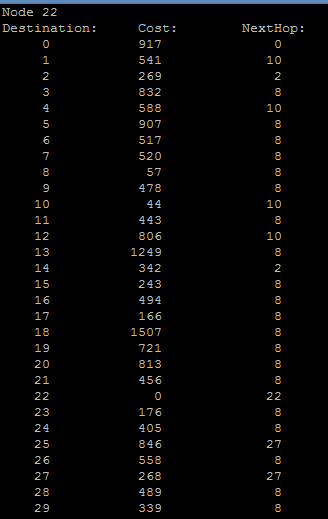 Node 22
Destination: Cost: NextHop:
0 917 0
1 541 10
2 269 2
3 832 8
4 588 10
5 907 8
6 517 8
7 520 8
8 57 8
9 478 8
10 44 10
11 443 8
12 806 10
13 1249 8
14 342 2
15 243 8
16 494 8
17 166 8
18 1507 8
19 721 8
20 813 8
21 456 8
22 0 22
23 176 8
24 405 8
25 846 27
26 558 8
27 268 27
28 489 8
29 339 8